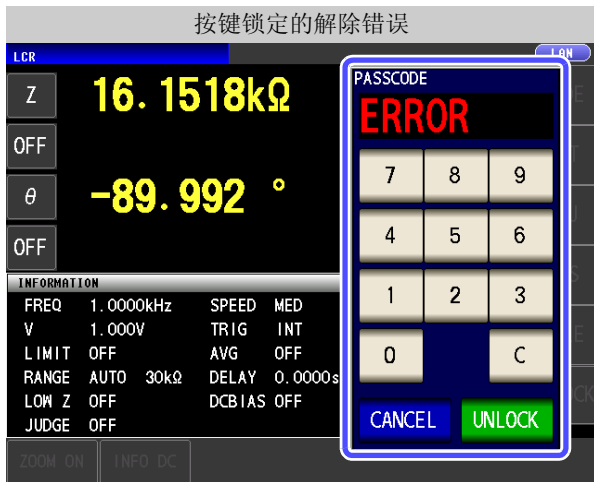 按键锁定的解除错误
LCR
LAN
Z 16.1518kΩ
OFF
θ -89.992 °
OFF
INFORMATION
FREQ 1.0000kHz SPEED MED
V 1.000V TRIG INT
LIMIT OFF AVG OFF
RANGE AUTO 30kΩ DELAY 0.0000s
LOW Z OFF DCBIAS OFF
JUDGE OFF
ZOOM ON INFO DC
PASSCODE
ERROR
7 8 9
4 5 6
1 2 3
0 C
CANCEL UNLOCK